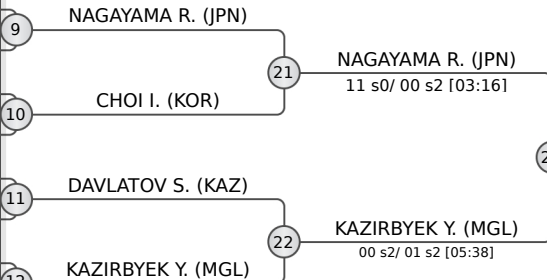 NAGAYAMA R. (JPN)
9
21
NAGAYAMA R. (JPN)
11 s0/ 00 s2 [03:16]
CHOI I. (KOR)
10
DAVLATOV S. (KAZ)
11
22
KAZIRBYEK Y. (MGL)
00 s2/ 01 s2 [05:38]
KAZIRBYEK Y. (MGL)